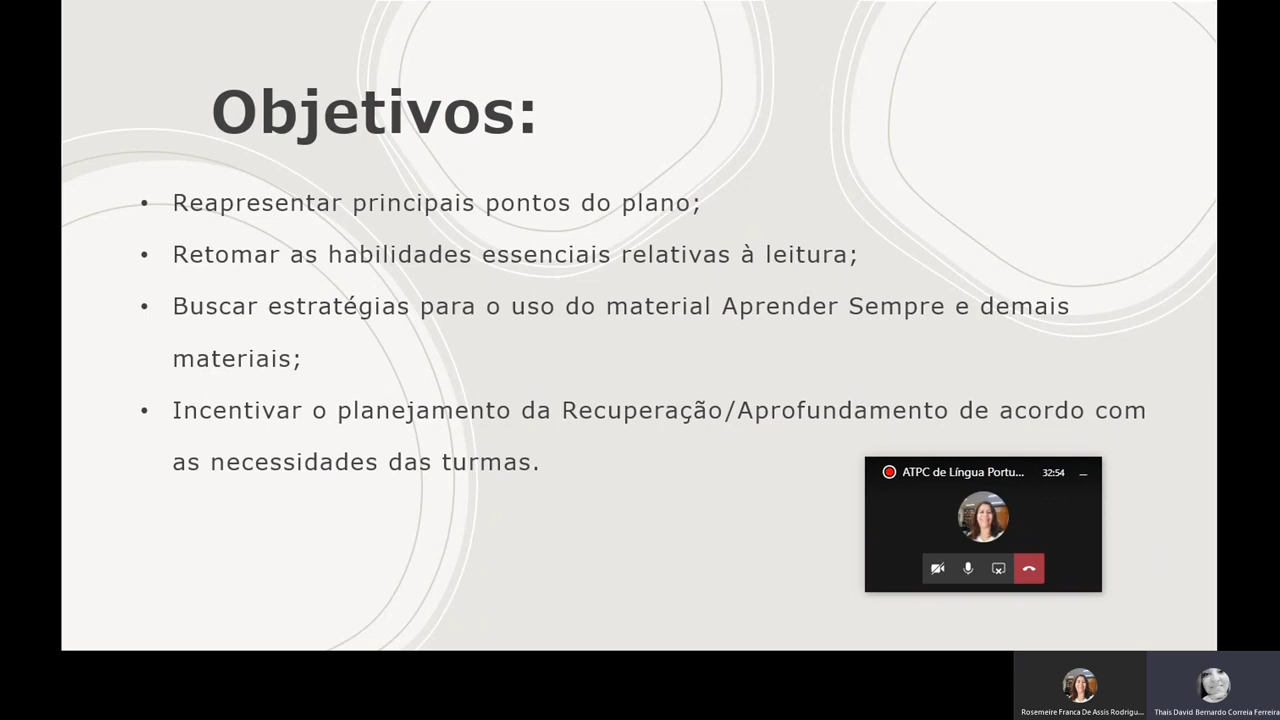 Objetivos:
• Reapresentar principais pontos do plano;
• Retomar as habilidades essenciais relativas à leitura;
• Buscar estratégias para o uso do material Aprender Sempre e demais
materiais;
• Incentivar o planejamento da Recuperação/Aprofundamento de acordo com
as necessidades das turmas.
ATPC de Língua Portu... 32:54
Rosemeire Franca De Assis Rodrigu...
Thais David Bernardo Correia Ferreira